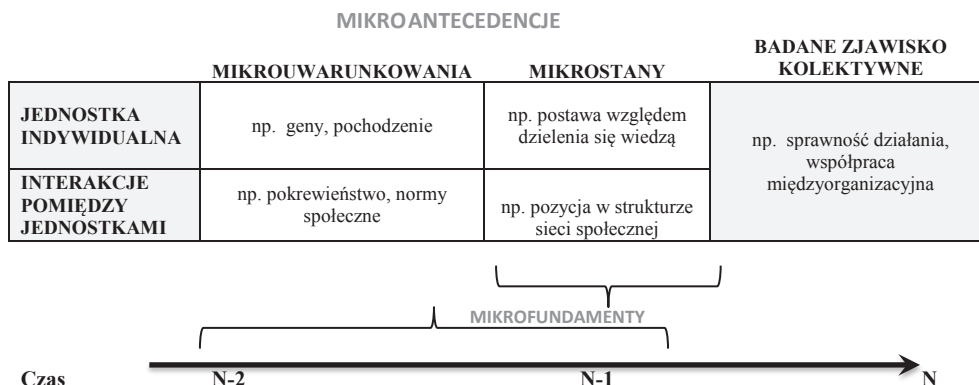 MIKROANTECEDENCJE
MIKROUWARUNKOWANIA
MIKROSTANY
BADANE ZJAWISKO
KOLEKTYWNE
JEDNOSTKA
INDYWIDUALNA
np. geny, pochodzenie
np. postawa względem
dzielenia się wiedzą
np. sprawność działania,
współpraca
międzyorganizacyjna
INTERAKCJE
POMIĘDZY
JEDNOSTKAMI
np. pokrewieństwo, normy
społeczne
np. pozycja w strukturze
sieci społecznej
MIKROFUNDAMENTY
Czas N-2 N-1 N